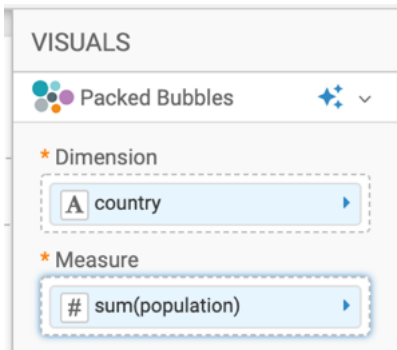 VISUALS
Packed Bubbles
* Dimension
A country
* Measure
# sum(population)